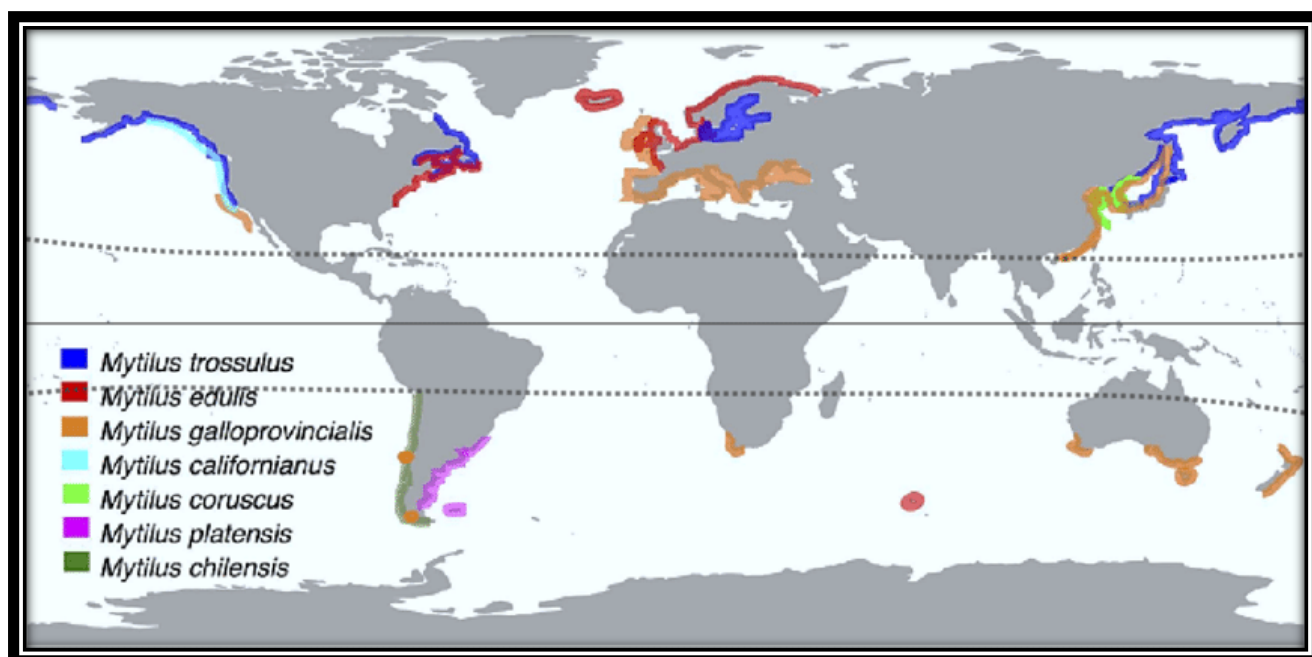 Mytilus trossulus
Mytilus edulis
Mytilus galloprovincialis
Mytilus californianus
Mytilus coruscus
Mytilus platensis
Mytilus chilensis